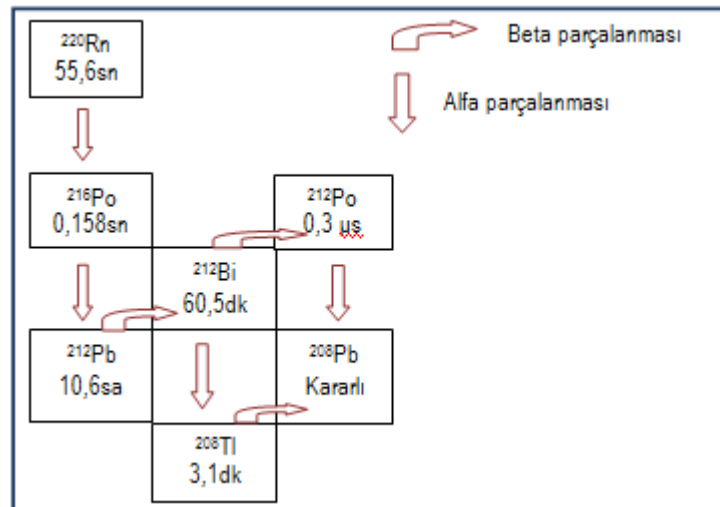 ²²⁰Rn
55,6sn
Beta parçalanması
Alfa parçalanması
²¹⁶Po
0,158sn
²¹²Po
0,3 µs
²¹²Bi
60,5dk
²¹²Pb
10,6sa
²⁰⁸Pb
Kararlı
²⁰⁸Tl
3,1dk